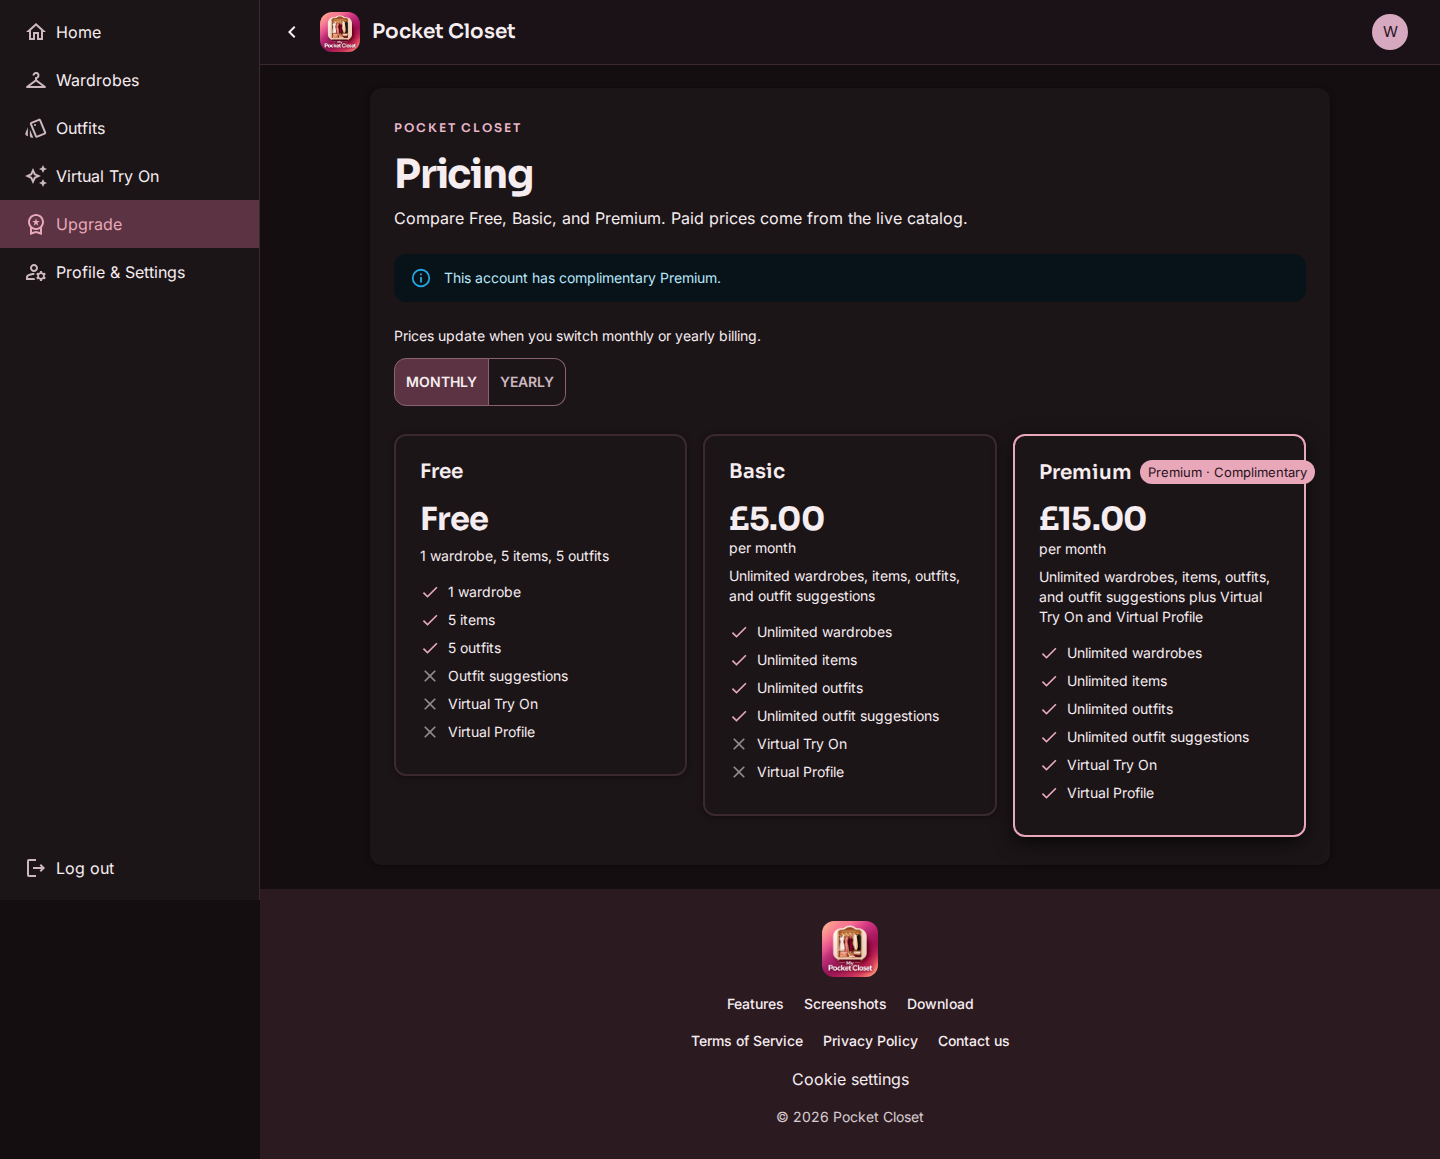 Home
Wardrobes
Outfits
Virtual Try On
Upgrade
Profile & Settings
Log out
My
Pocket Closet
Pocket Closet
W
POCKET CLOSET
Pricing
Compare Free, Basic, and Premium. Paid prices come from the live catalog.
This account has complimentary Premium.
Prices update when you switch monthly or yearly billing.
MONTHLY YEARLY
Free
Free
1 wardrobe, 5 items, 5 outfits
1 wardrobe
5 items
5 outfits
Outfit suggestions
Virtual Try On
Virtual Profile
Basic
£5.00
per month
Unlimited wardrobes, items, outfits,
and outfit suggestions
Unlimited wardrobes
Unlimited items
Unlimited outfits
Unlimited outfit suggestions
Virtual Try On
Virtual Profile
Premium Premium · Complimentary
£15.00
per month
Unlimited wardrobes, items, outfits,
and outfit suggestions plus Virtual
Try On and Virtual Profile
Unlimited wardrobes
Unlimited items
Unlimited outfits
Unlimited outfit suggestions
Virtual Try On
Virtual Profile
My
Pocket Closet
Features Screenshots Download
Terms of Service Privacy Policy Contact us
Cookie settings
© 2026 Pocket Closet